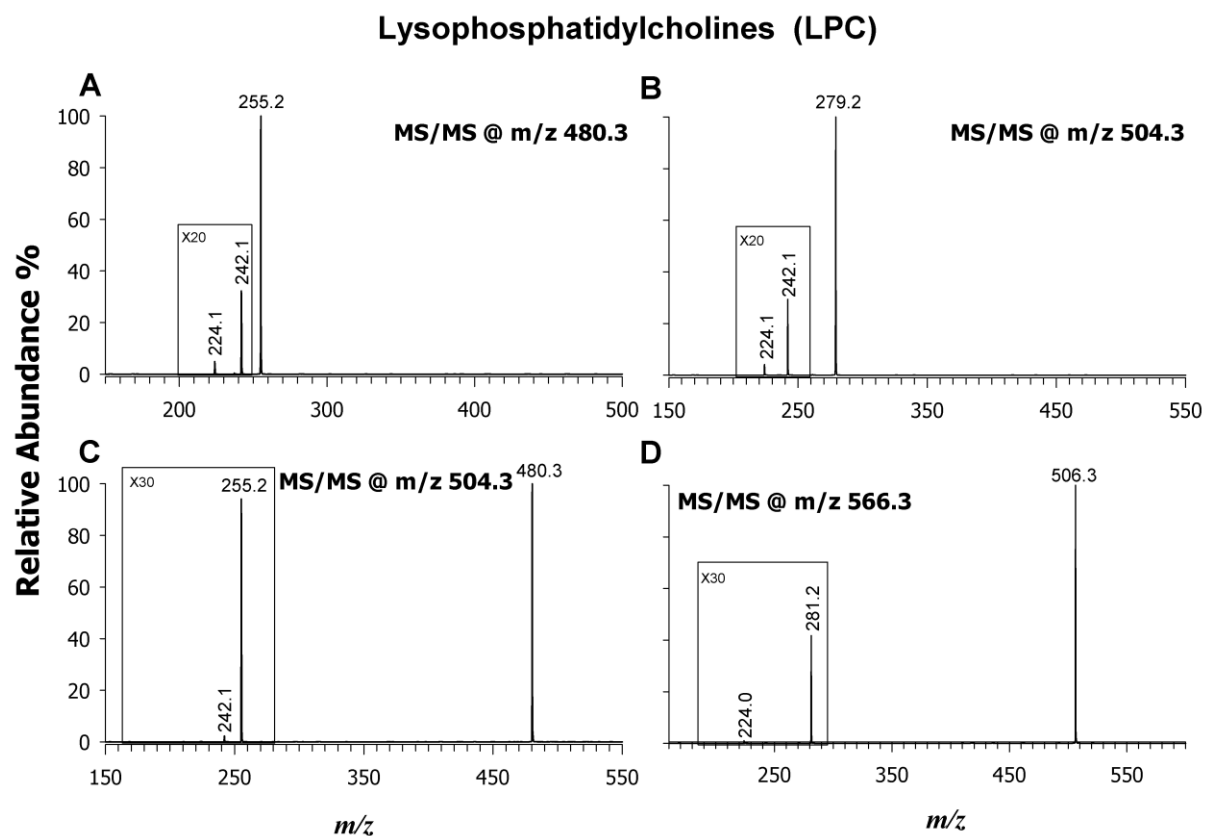 Lysophosphatidylcholines (LPC)
A
B
255.2
279.2
MS/MS @ m/z 480.3
MS/MS @ m/z 504.3
100
80
60
40
20
0
X20
224.1
242.1
X20
224.1
242.1
200 300 400 500
150 250 350 450 550
Relative Abundance %
C
D
MS/MS @ m/z 504.3
480.3
506.3
MS/MS @ m/z 566.3
100
80
60
40
20
0
X30
255.2
242.1
X30
281.2
224.0
150 250 350 450 550
250 350 450 550
m/z
m/z